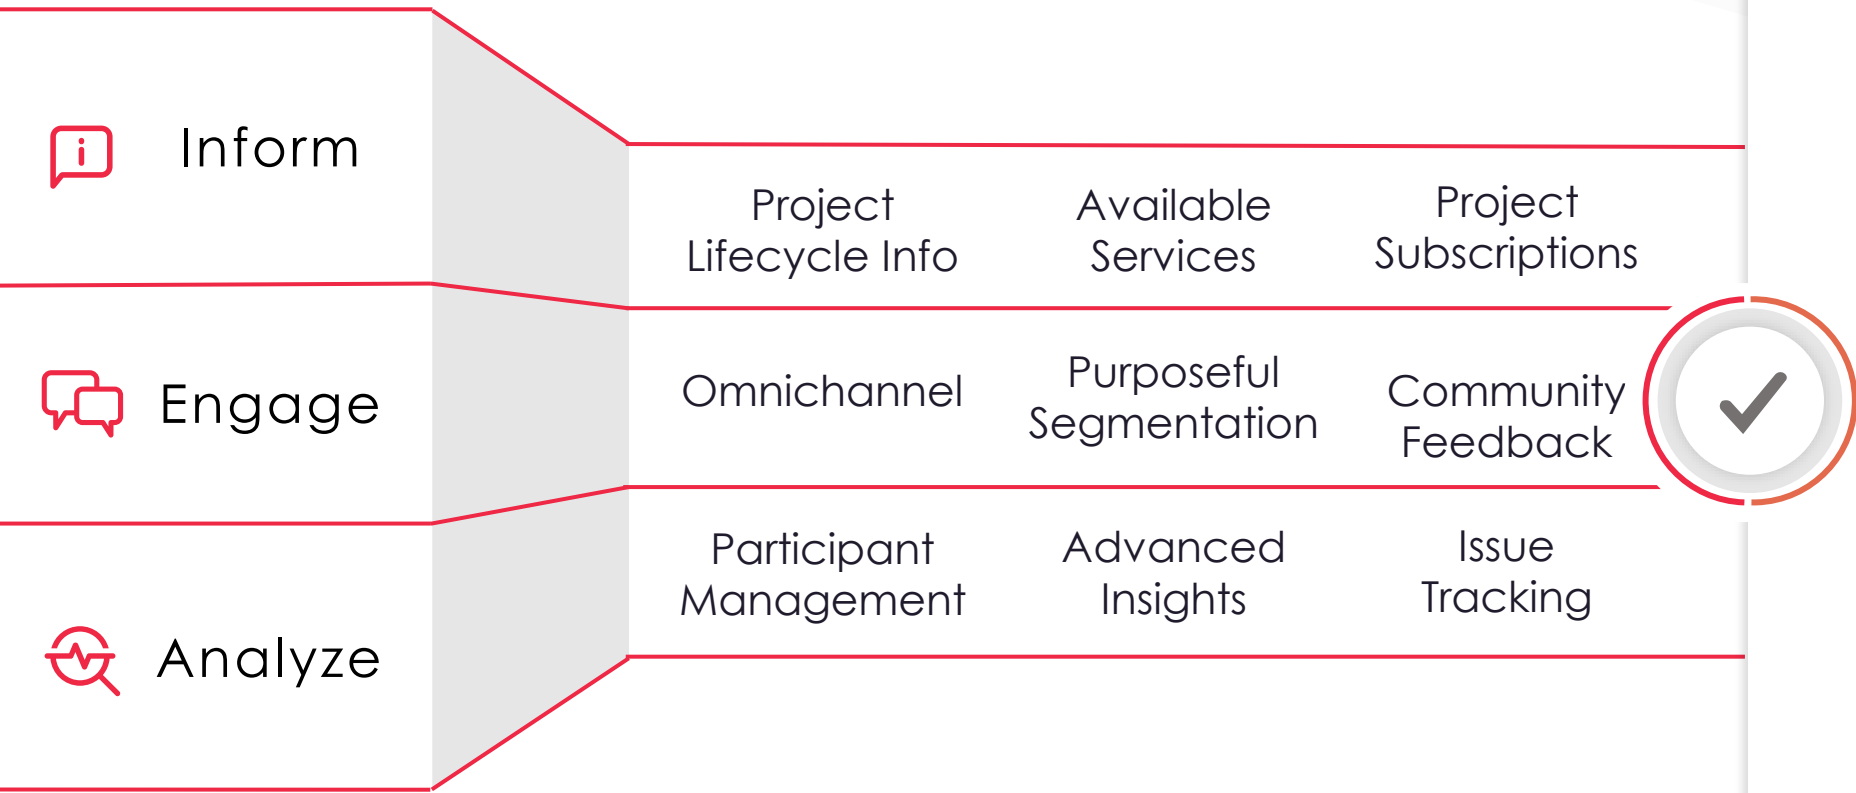 Inform
Project
Lifecycle Info
Available
Services
Project
Subscriptions
Engage
Omnichannel
Purposeful
Segmentation
Community
Feedback
Analyze
Participant
Management
Advanced
Insights
Issue
Tracking